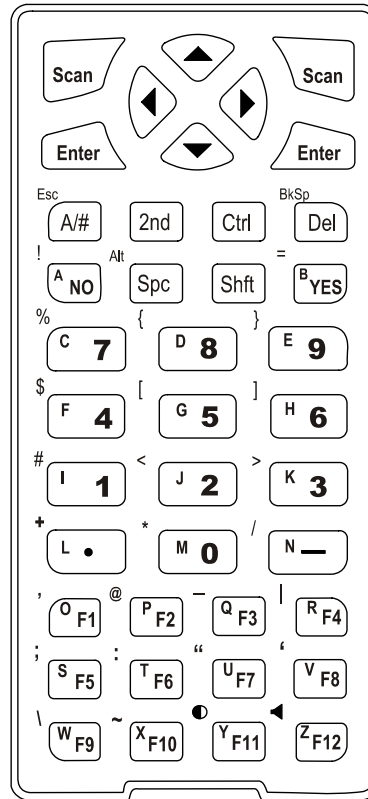 Scan Scan
Enter Enter
Esc BkSp
A/# 2nd Ctrl Del
! Alt =
A NO Spc Shft B YES
% { }
C 7 D 8 E 9
$ [ ]
F 4 G 5 H 6
# < >
I 1 J 2 K 3
+ * /
L • M 0 N —
, @ – |
O F1 P F2 Q F3 R F4
; : “ ‘
S F5 T F6 U F7 V F8
\ ~
W F9 X F10 Y F11 Z F12